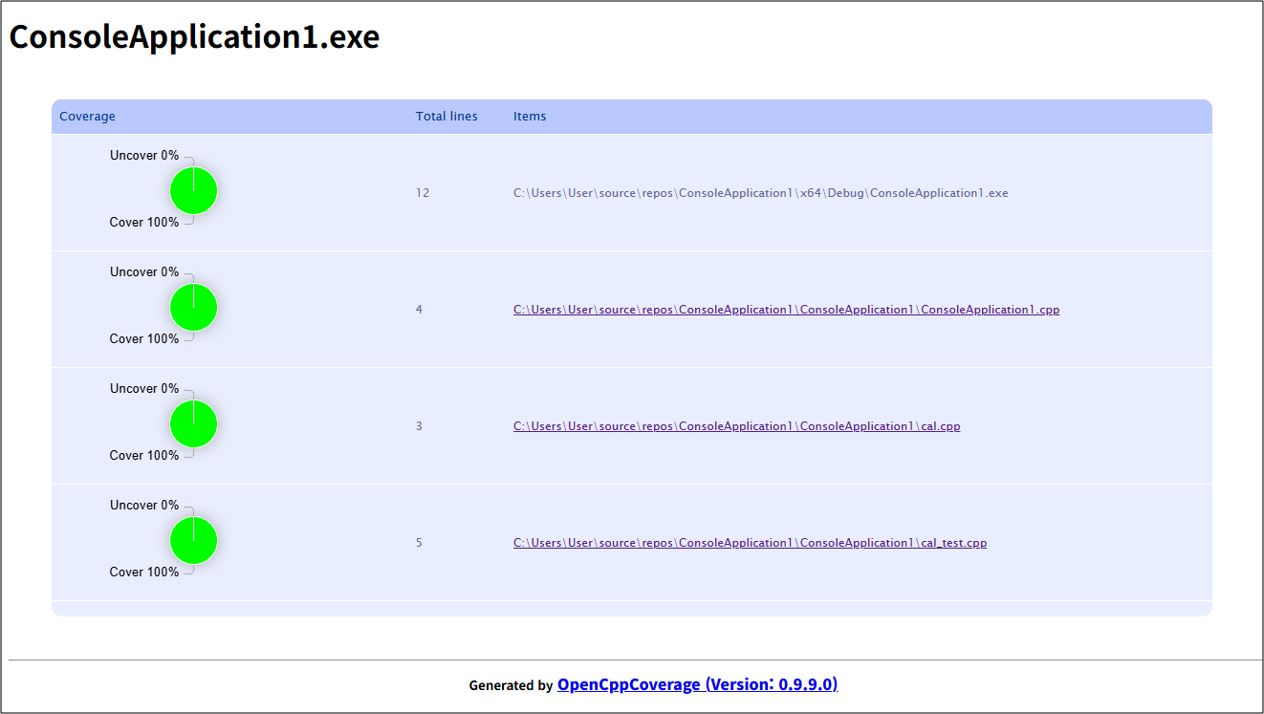 ConsoleApplication1.exe
Coverage Total lines Items
Uncover 0%
12 C:\Users\User\source\repos\ConsoleApplication1\x64\Debug\ConsoleApplication1.exe
Cover 100%
Uncover 0%
4 C:\Users\User\source\repos\ConsoleApplication1\ConsoleApplication1\ConsoleApplication1.cpp
Cover 100%
Uncover 0%
3 C:\Users\User\source\repos\ConsoleApplication1\ConsoleApplication1\cal.cpp
Cover 100%
Uncover 0%
5 C:\Users\User\source\repos\ConsoleApplication1\ConsoleApplication1\cal_test.cpp
Cover 100%
Generated by OpenCppCoverage (Version: 0.9.9.0)